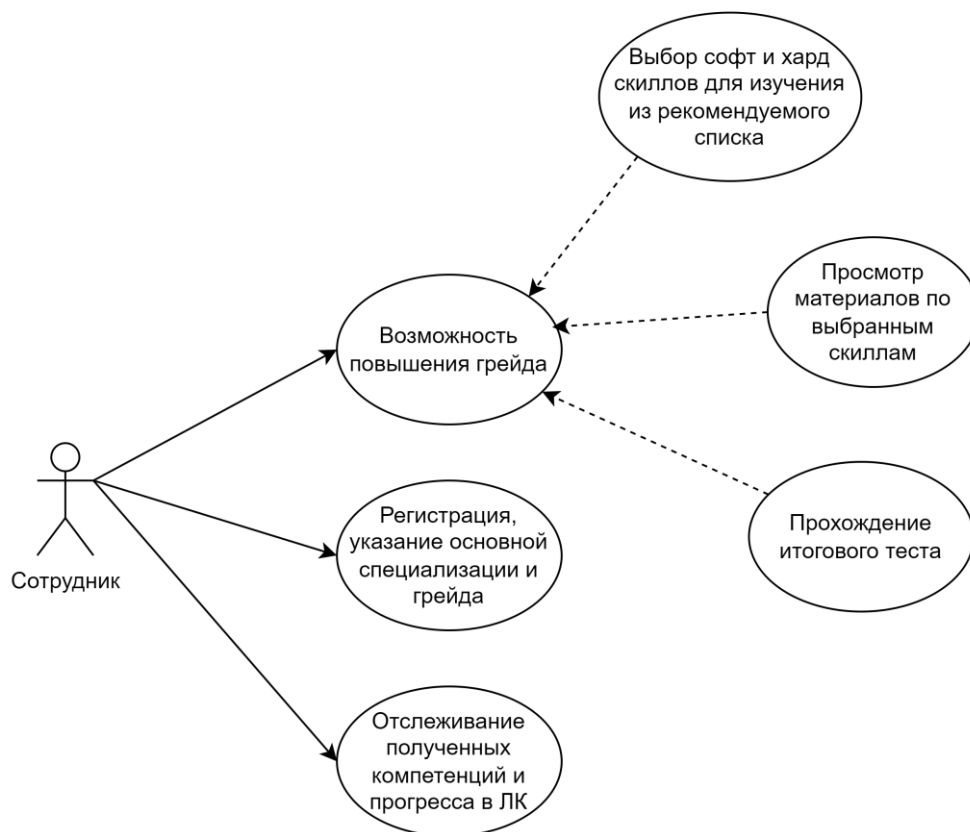 Выбор софт и хард
скиллов для изучения
из рекомендуемого
списка
Просмотр
материалов по
выбранным
скиллам
Возможность
повышения грейда
Прохождение
итогового теста
Регистрация,
указание основной
специализации и
грейда
Сотрудник
Отслеживание
полученных
компетенций и
прогресса в ЛК